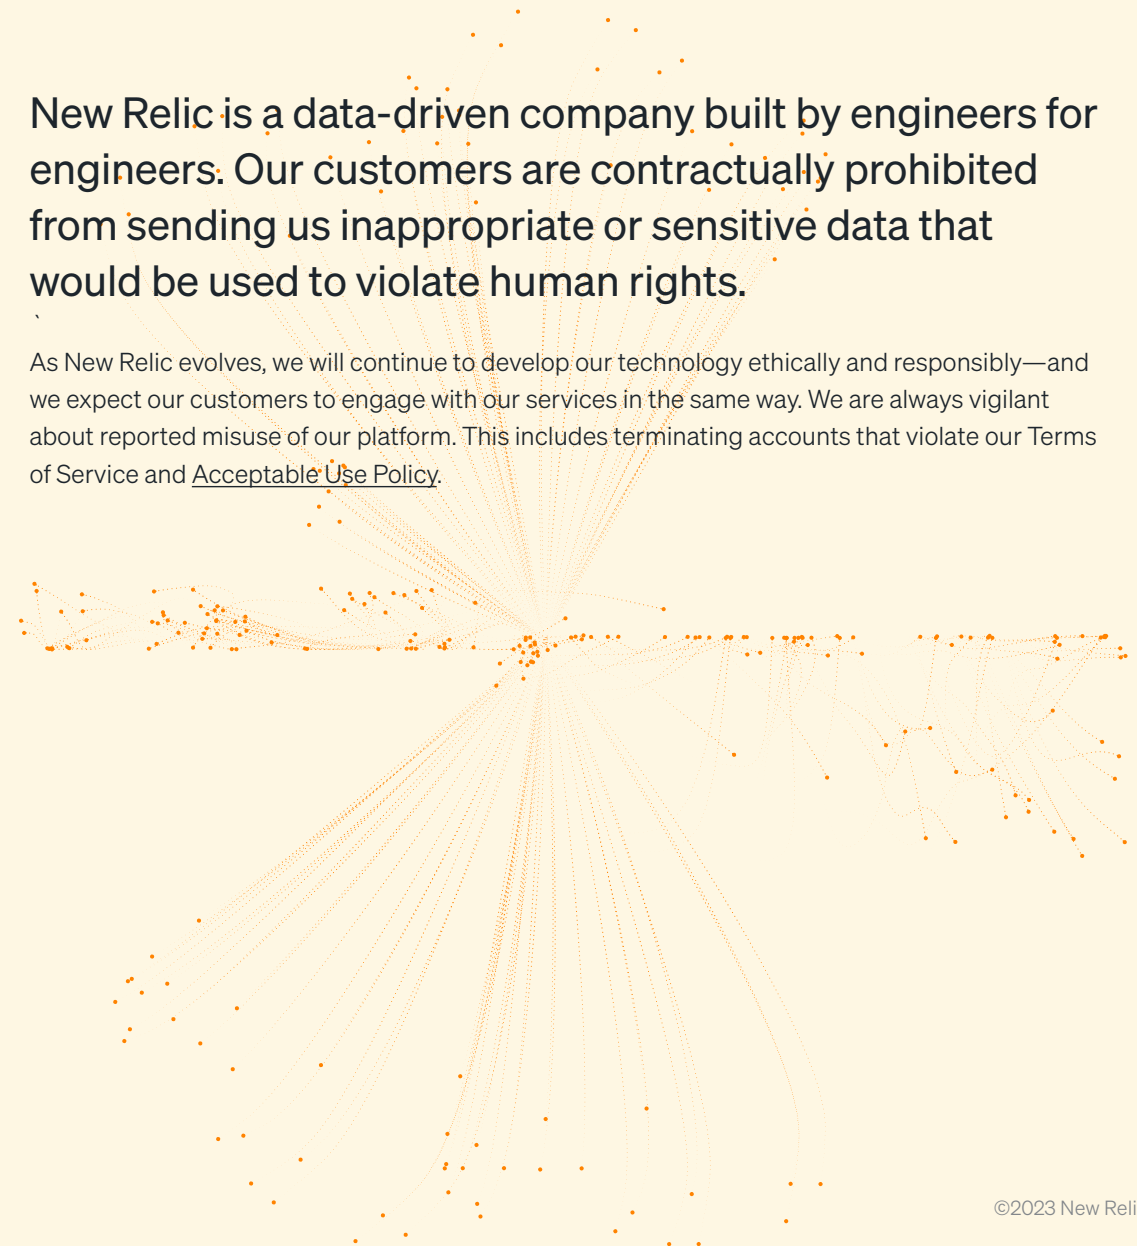 New Relic is a data-driven company built by engineers for
engineers. Our customers are contractually prohibited
from sending us inappropriate or sensitive data that
would be used to violate human rights.
`
As New Relic evolves, we will continue to develop our technology ethically and responsibly—and
we expect our customers to engage with our services in the same way. We are always vigilant
about reported misuse of our platform. This includes terminating accounts that violate our Terms
of Service and Acceptable Use Policy.
©2023 New Reli